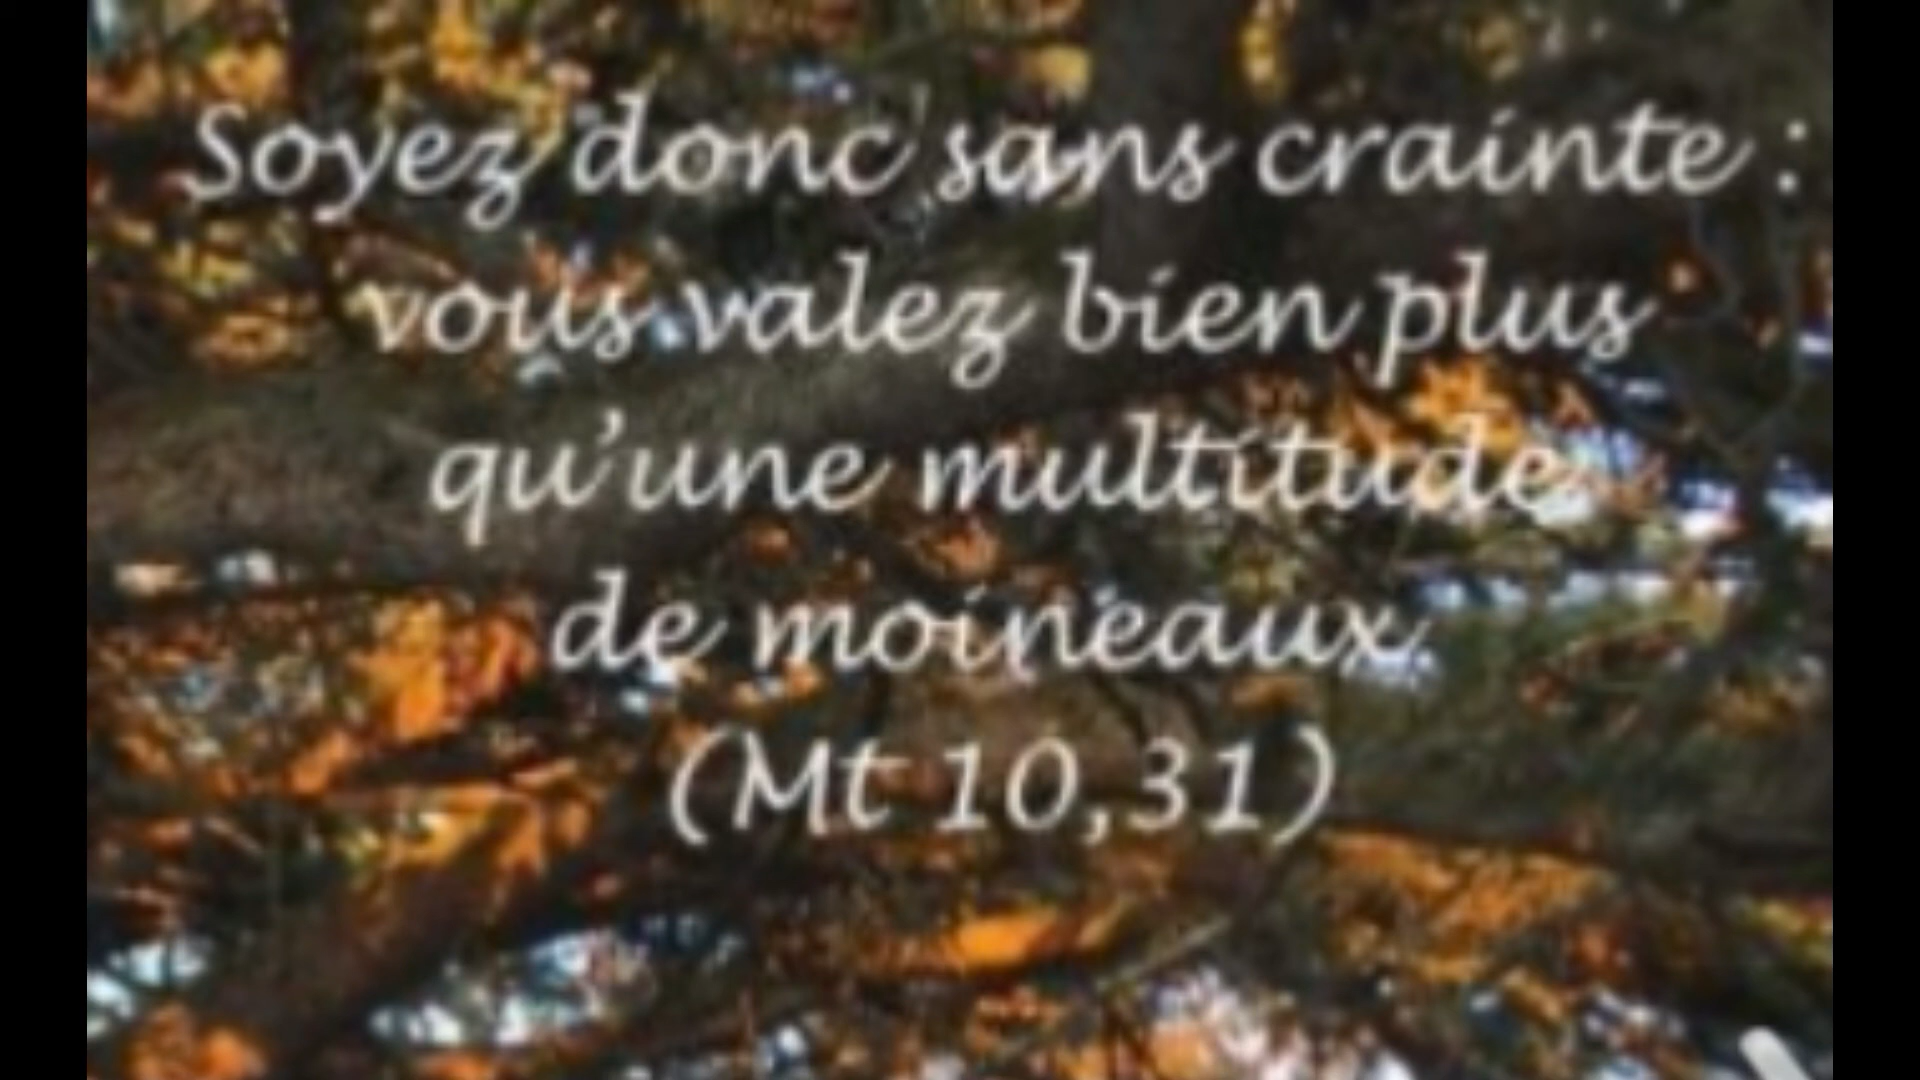 Soyez donc sans crainte :
vous valez bien plus
qu’une multitude
de moineaux.
(Mt 10,31)